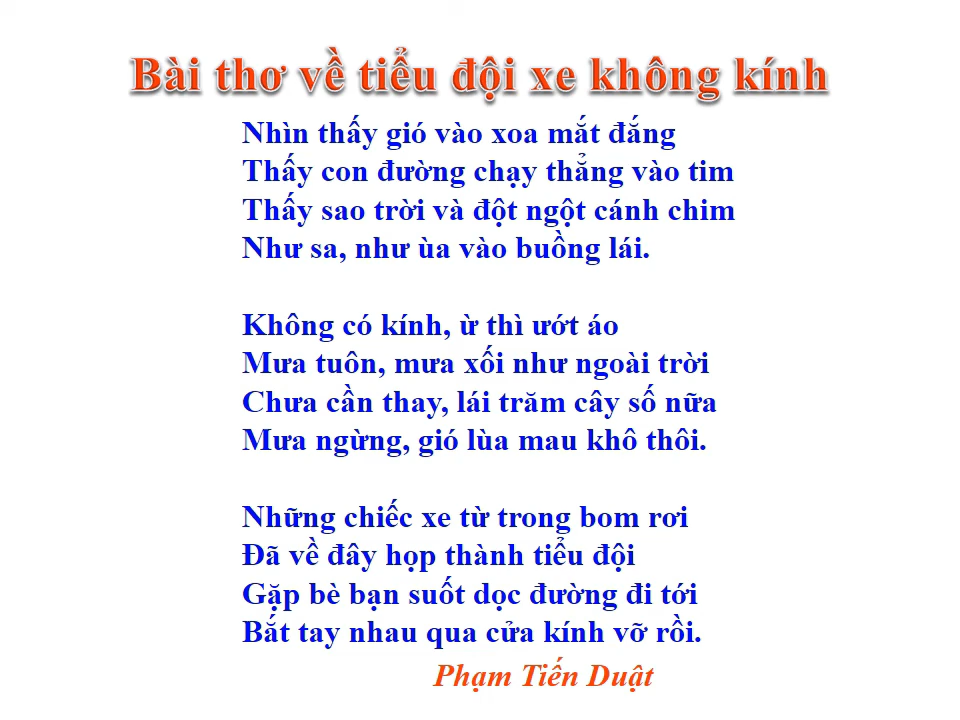 Bài thơ về tiểu đội xe không kính
Nhìn thấy gió vào xoa mắt đắng
Thấy con đường chạy thẳng vào tim
Thấy sao trời và đột ngột cánh chim
Như sa, như ùa vào buồng lái.
Không có kính, ừ thì ướt áo
Mưa tuôn, mưa xối như ngoài trời
Chưa cần thay, lái trăm cây số nữa
Mưa ngừng, gió lùa mau khô thôi.
Những chiếc xe từ trong bom rơi
Đã về đây họp thành tiểu đội
Gặp bè bạn suốt dọc đường đi tới
Bắt tay nhau qua cửa kính vỡ rồi.
Phạm Tiến Duật